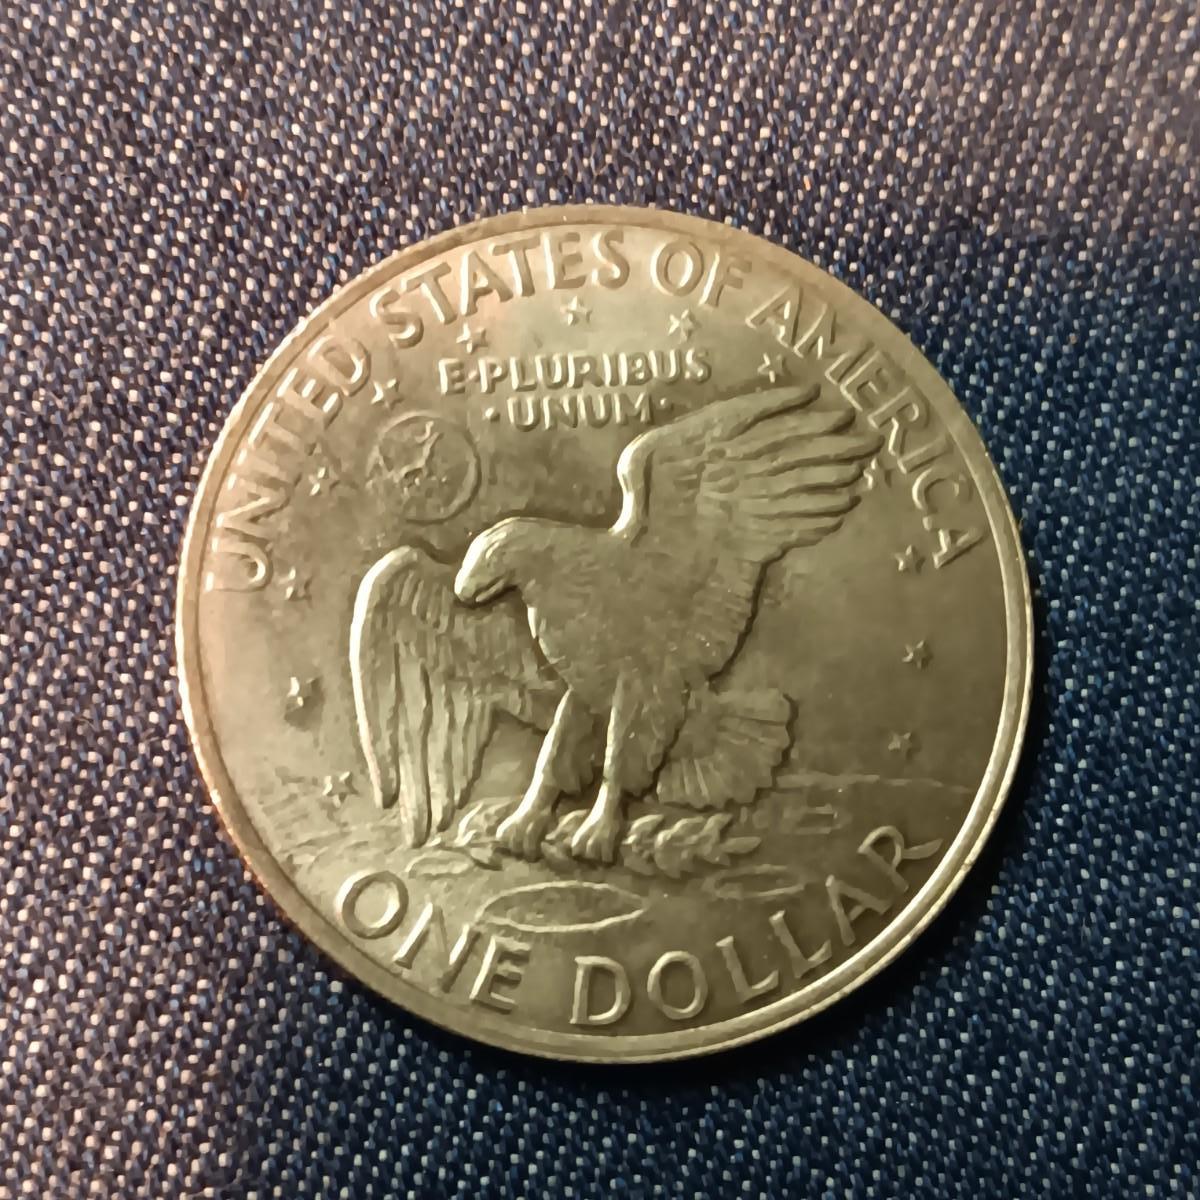 UNITED STATES OF AMERICA
E·PLURIBUS
·UNUM·
ONE DOLLAR